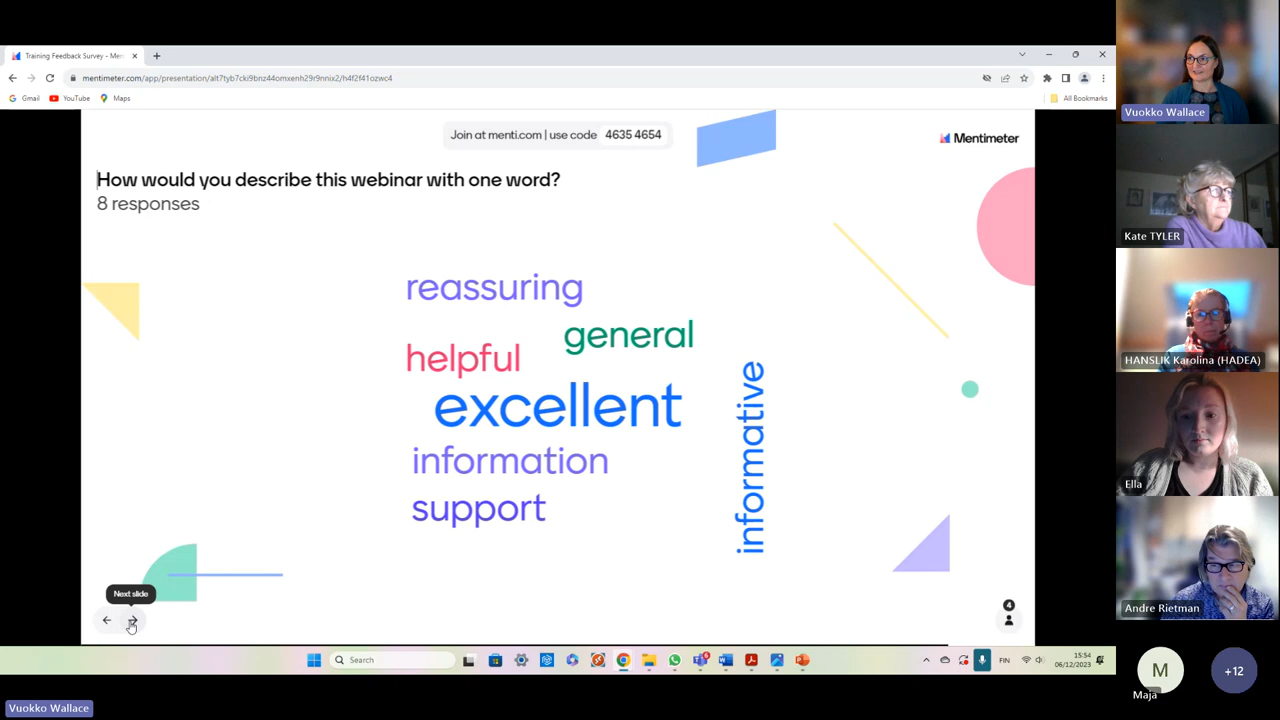 Training Feedback Survey - Men
mentimeter.com/app/presentation/alt7tyb7cki9bnz44omxenh29r9nnix2/h4f2f41ozwc4
Gmail
YouTube
Maps
All Bookmarks
Join at menti.com | use code 4635 4654
Mentimeter
How would you describe this webinar with one word?
8 responses
reassuring
general
helpful
excellent
informative
information
support
Next slide
4
Search
6
FIN
15:54
06/12/2023
Vuokko Wallace
Kate TYLER
HANSLIK Karolina (HADEA)
Ella
Andre Rietman
M
Maja
+12
Vuokko Wallace